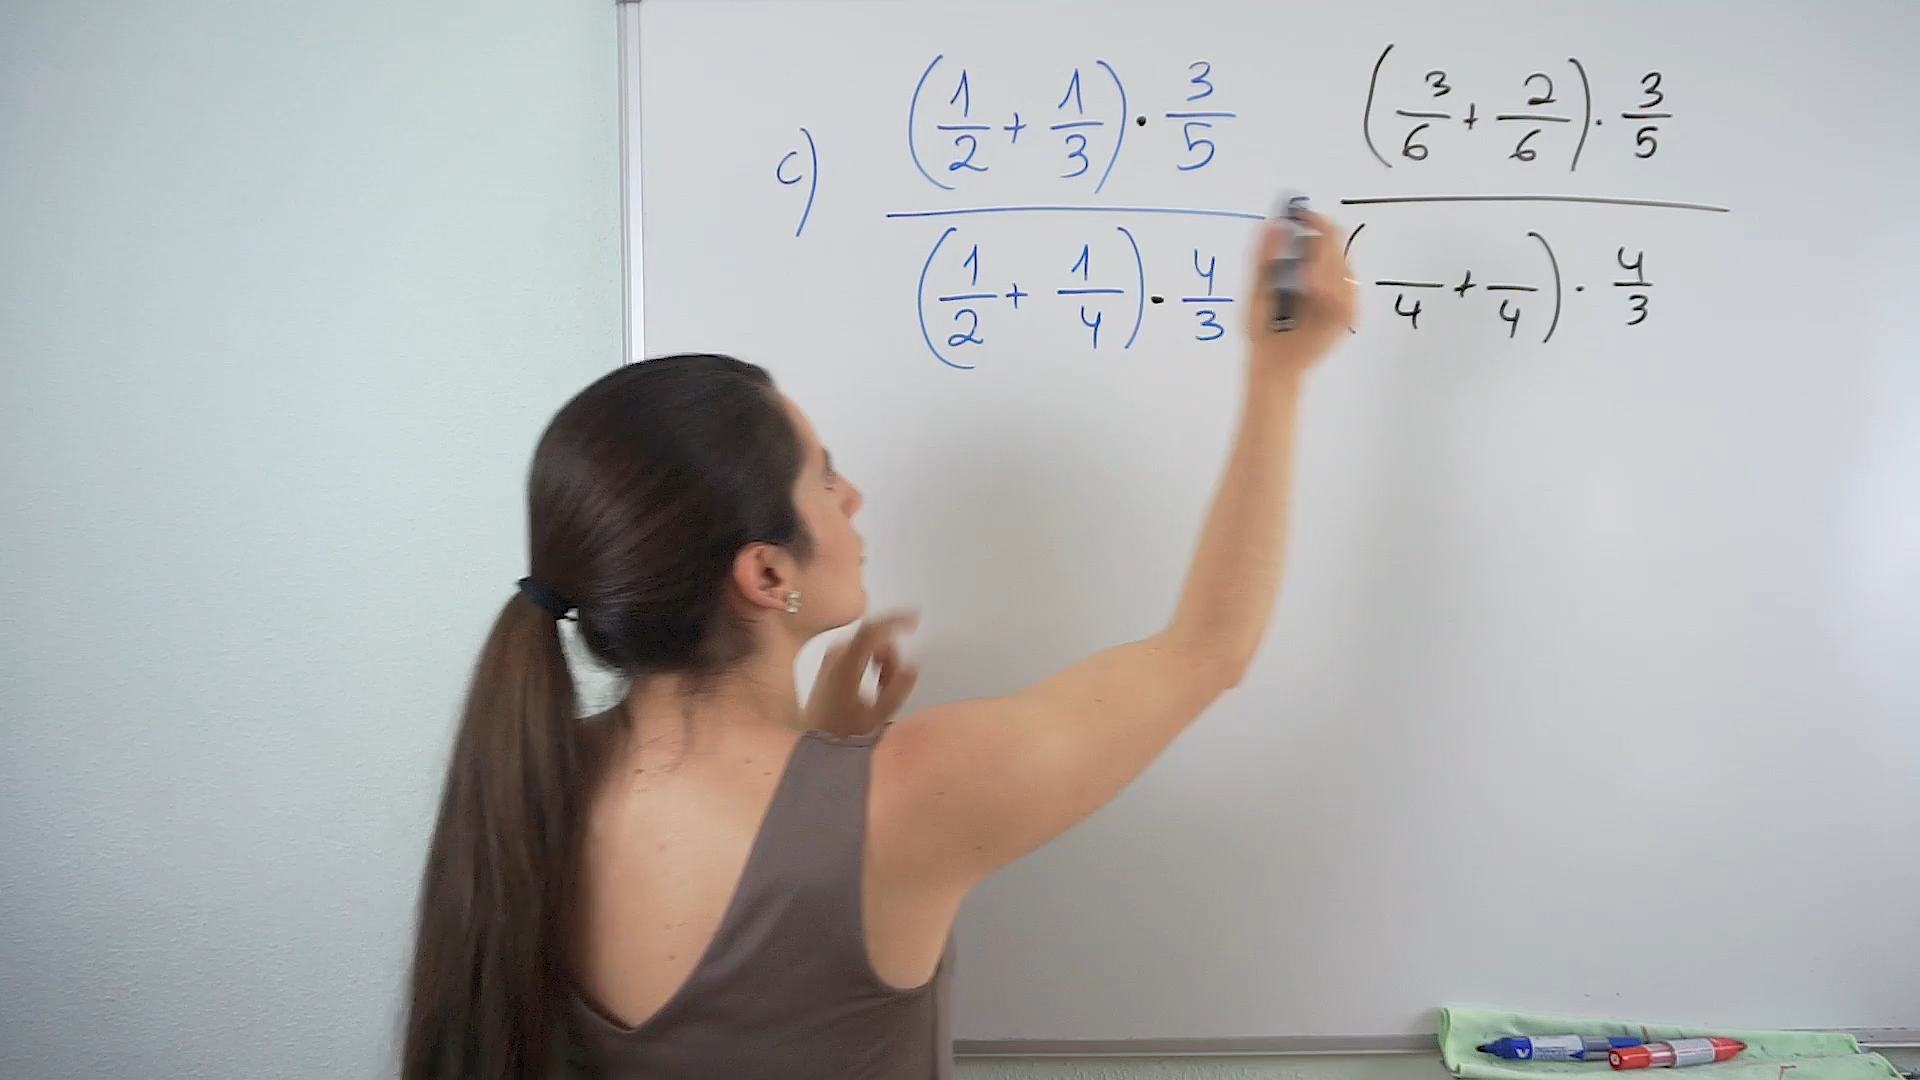 c) (1/2 + 1/3) · 3/5
(1/2 + 1/4) · 4/3
(3/6 + 2/6) · 3/5
( /4 + /4) · 4/3